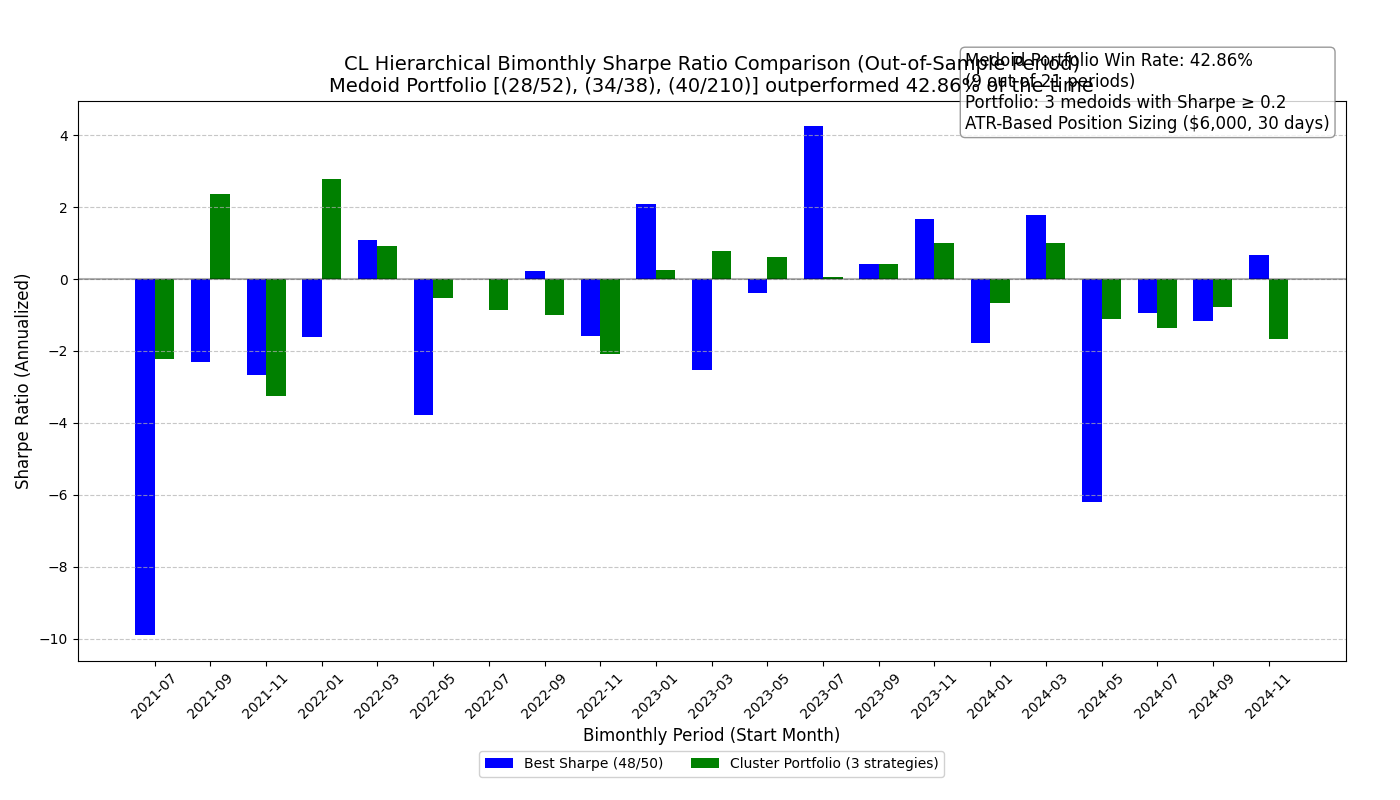 CL Hierarchical Bimonthly Sharpe Ratio Comparison (Out-of-Sample Period)
Medoid Portfolio [(28/52), (34/38), (40/210)] outperformed 42.86% of the time
Medoid Portfolio Win Rate: 42.86%
(9 out of 21 periods)
Portfolio: 3 medoids with Sharpe ≥ 0.2
ATR-Based Position Sizing ($6,000, 30 days)
Sharpe Ratio (Annualized)
4
2
0
−2
−4
−6
−8
−10
2021-07
2021-09
2021-11
2022-01
2022-03
2022-05
2022-07
2022-09
2022-11
2023-01
2023-03
2023-05
2023-07
2023-09
2023-11
2024-01
2024-03
2024-05
2024-07
2024-09
2024-11
Bimonthly Period (Start Month)
Best Sharpe (48/50)
Cluster Portfolio (3 strategies)